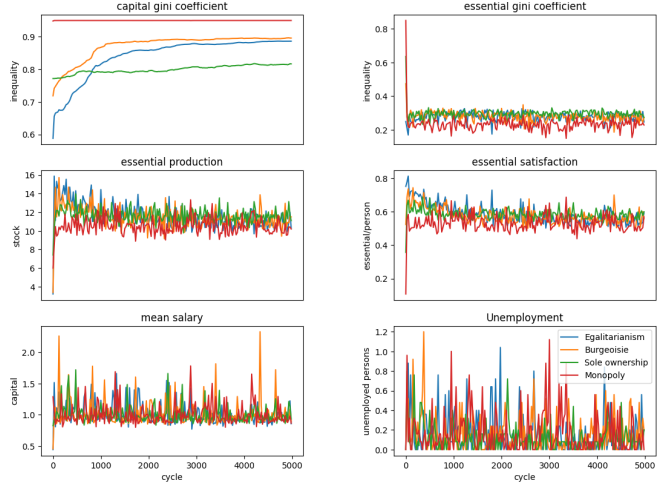 capital gini coefficient
inequality
0.9
0.8
0.7
0.6
essential gini coefficient
inequality
0.8
0.6
0.4
0.2
essential production
stock
16
14
12
10
8
6
4
essential satisfaction
essential/person
0.8
0.6
0.4
0.2
mean salary
capital
2.0
1.5
1.0
0.5
0 1000 2000 3000 4000 5000
cycle
Unemployment
unemployed persons
1.2
1.0
0.8
0.6
0.4
0.2
0.0
Egalitarianism
Burgeoisie
Sole ownership
Monopoly
0 1000 2000 3000 4000 5000
cycle